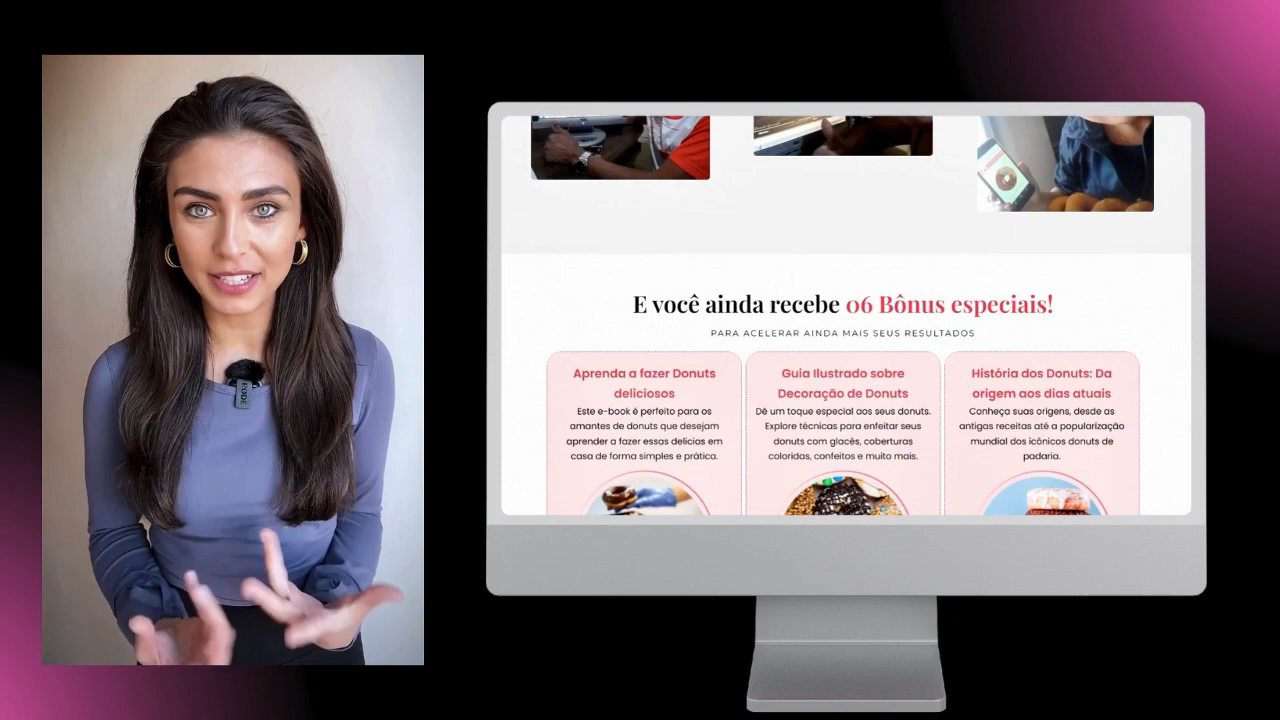 RODE
E você ainda recebe 06 Bônus especiais!
PARA ACELERAR AINDA MAIS SEUS RESULTADOS
Aprenda a fazer Donuts
deliciosos
Este e-book é perfeito para os
amantes de donuts que desejam
aprender a fazer essas delicias em
casa de forma simples e prática.
Guia Ilustrado sobre
Decoração de Donuts
Dê um toque especial aos seus donuts.
Explore técnicas para enfeitar seus
donuts com glacês, coberturas
coloridas, confeitos e muito mais.
História dos Donuts: Da
origem aos dias atuais
Conheça suas origens, desde as
antigas receitas até a popularização
mundial dos icônicos donuts de
padaria.